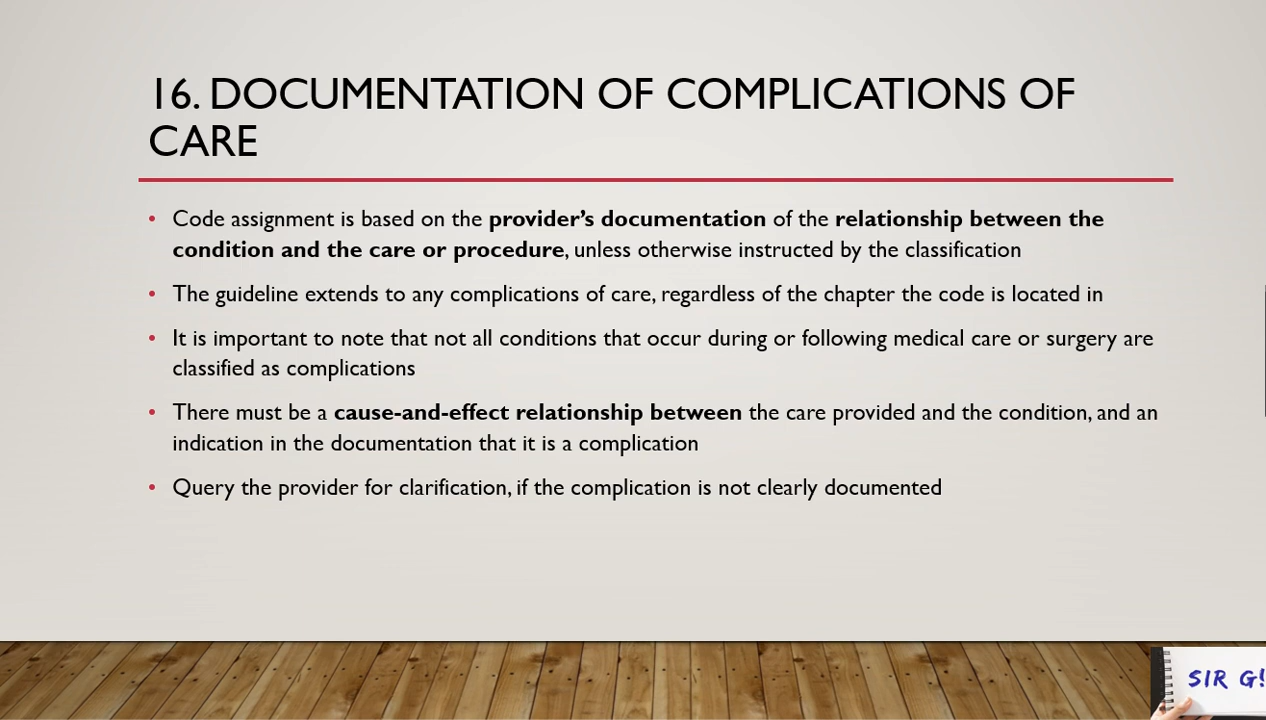 16. DOCUMENTATION OF COMPLICATIONS OF
CARE
• Code assignment is based on the provider’s documentation of the relationship between the
condition and the care or procedure, unless otherwise instructed by the classification
• The guideline extends to any complications of care, regardless of the chapter the code is located in
• It is important to note that not all conditions that occur during or following medical care or surgery are
classified as complications
• There must be a cause-and-effect relationship between the care provided and the condition, and an
indication in the documentation that it is a complication
• Query the provider for clarification, if the complication is not clearly documented
SIR G!